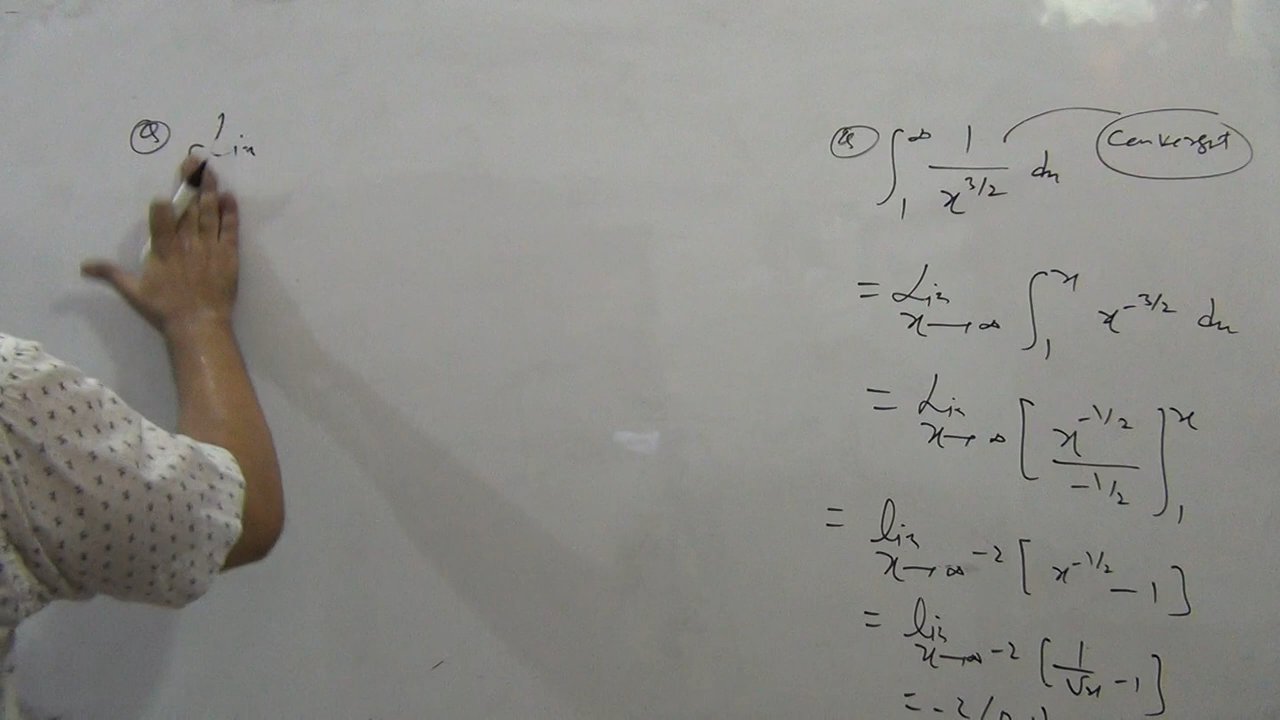 Q Lim
Q ∫₁^∞ 1/x^{3/2} dx Convergent
= Lim x→∞ ∫₁^x x^{-3/2} dx
= Lim x→∞ [x^{-1/2}/(-1/2)]₁^x
= lim x→∞ -2 [x^{-1/2} - 1]
= lim x→∞ -2 [1/√x - 1]
= -2